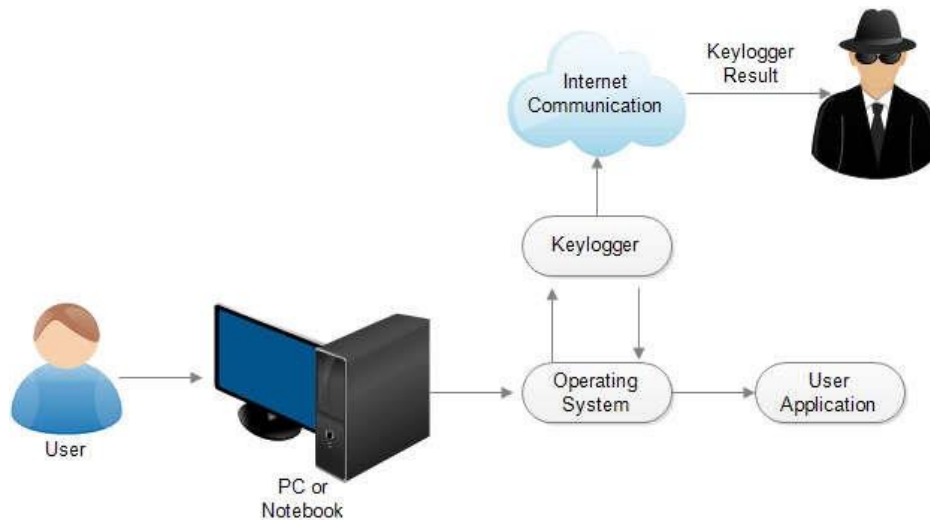 Internet
Communication
Keylogger
Result
Keylogger
User
PC or
Notebook
Operating
System
User
Application